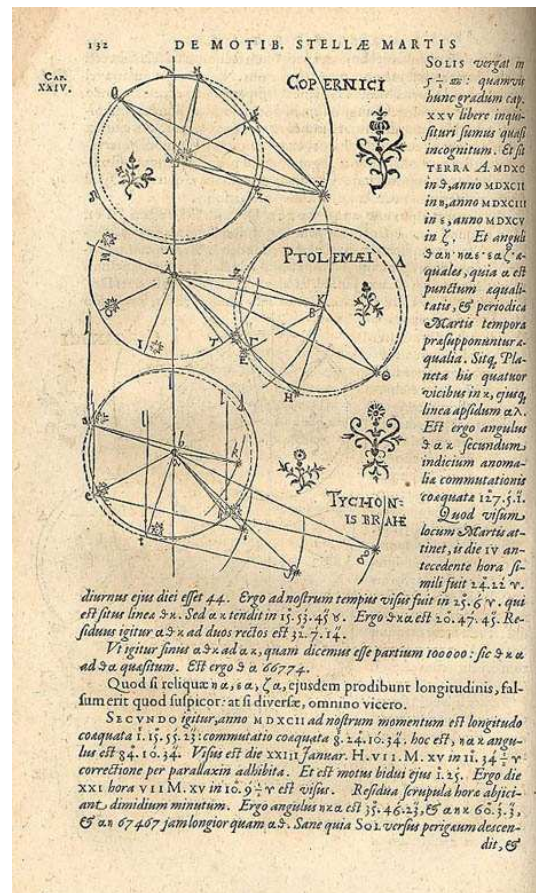 132 DE MOTIB. STELLÆ MARTIS
CAP.
XXIV.
COPERNICI
PTOLEMÆI
TYCHON=
IS BRAHE
SOLIS vergat in
5 ½ ♒: quamvis
hunc gradum cap.
XXV libere inqui-
situri sumus quasi
incognitum. Et sit
TERRA A. MDXC
in θ, anno MDXCII
in η, anno MDXCIII
in ε, anno MDXCV
in ζ. Et anguli
θαη· ηαε· εαζ æ-
quales, quia α est
punctum æquali-
tatis, & periodica
Martis tempora
præsupponuntur æ-
qualia. Sitq, Pla-
neta his quatuor
vicibus in κ, ejusq,
linea apsidum αλ.
Est ergo angulus
θακ secundum
indicium anoma-
liæ commutationis
coæquatæ 127.5.1.
Quod visum
locum Martis at-
tinet, is die IV an-
tecedente hora si-
mili fuit 24.22 ♈.
diurnus ejus diei esset 44. Ergo ad nostrum tempus visus fuit in 25.6 ♈. qui
est situs lineæ θκ. Sed ακ tendit in 15.53.45 ♉. Ergo θκα est 20.47.45. Re-
siduus igitur αθκ ad duos rectos est 32.7.14.
Vt igitur sinus αθκ ad ακ, quam dicemus esse partium 100000: sic θκα
ad θα quæsitum. Est ergo θα 66774.
Quod si reliquæ ηα, εα, ζα, ejusdem prodibunt longitudinis, fal-
sum erit quod suspicor: at si diversæ, omnino vicero.
SECVNDO igitur, anno MDXCII ad nostrum momentum est longitudo
coæquata 1.15.55.23: commutatio coæquata 8.24.10.34. hoc est, ηακ angu-
lus est 84.10.34. Visus est die XXIII Januar. H. VII. M. XV in 11.34 ½ ♈
correctione per parallaxin adhibita. Et est motus bidui ejus 1.25. Ergo die
XXI hora VII M. XV in 10.9 ½ ♈ est visus. Residua scrupula horæ abjici-
ant dimidium minutum. Ergo angulus ηκα est 35.46.23, & αηκ 60.3.3,
& αη 67467 jam longior quam αθ. Sane quia SOL versus perigæum descen-
dit, &